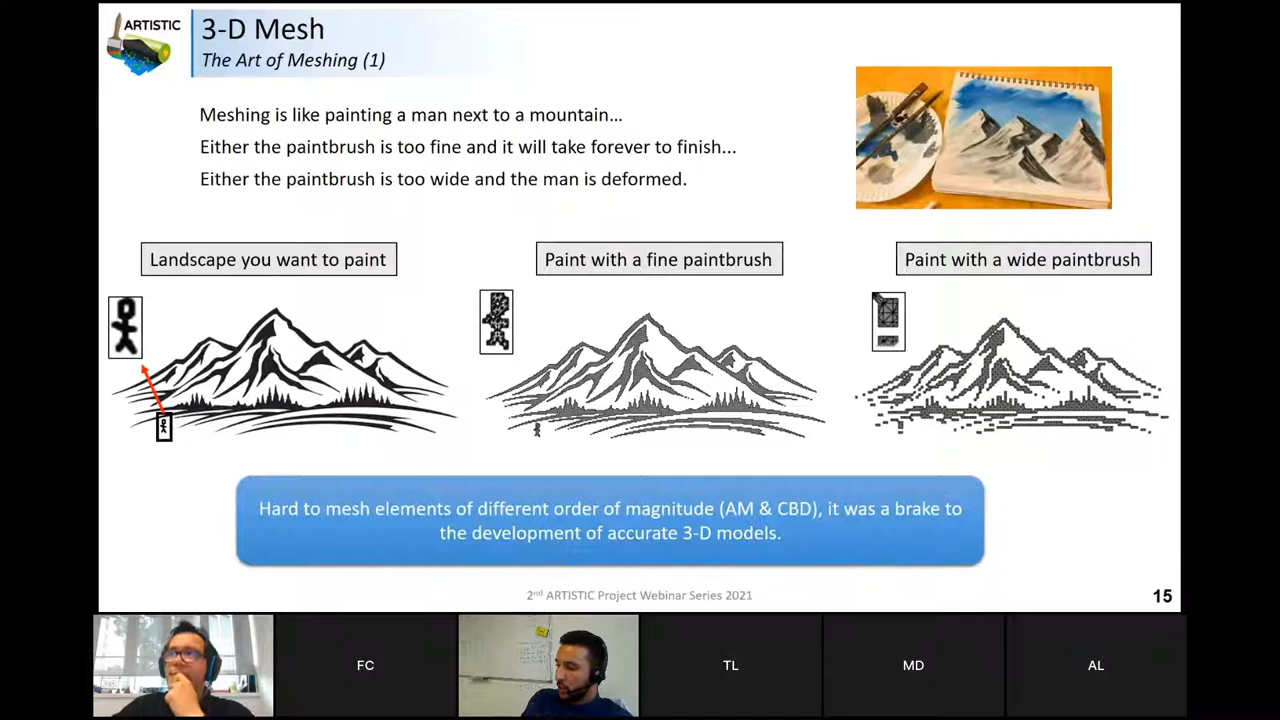 ARTISTIC
3-D Mesh
The Art of Meshing (1)
Meshing is like painting a man next to a mountain…
Either the paintbrush is too fine and it will take forever to finish...
Either the paintbrush is too wide and the man is deformed.
Landscape you want to paint
Paint with a fine paintbrush
Paint with a wide paintbrush
Hard to mesh elements of different order of magnitude (AM & CBD), it was a brake to
the development of accurate 3-D models.
2nd ARTISTIC Project Webinar Series 2021
15
FC
TL
MD
AL